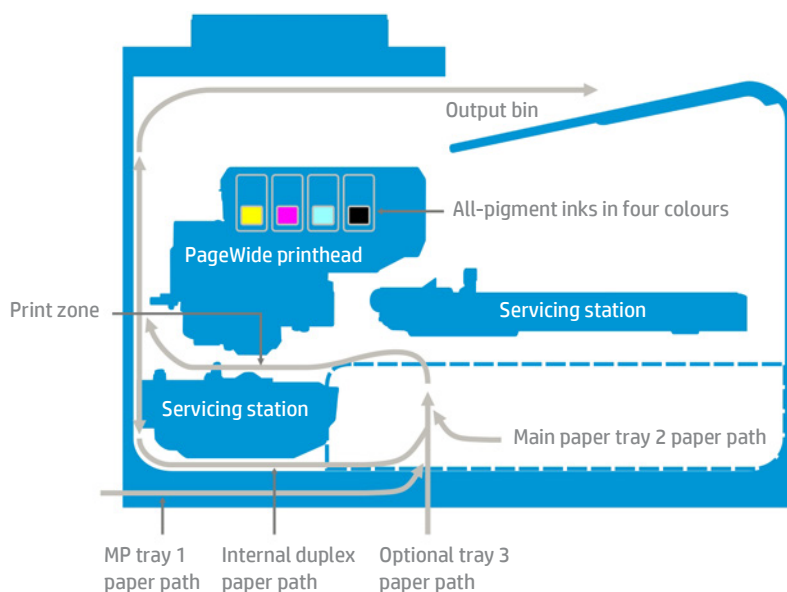 Output bin
All-pigment inks in four colours
PageWide printhead
Print zone
Servicing station
Servicing station
Main paper tray 2 paper path
MP tray 1
paper path
Internal duplex
paper path
Optional tray 3
paper path